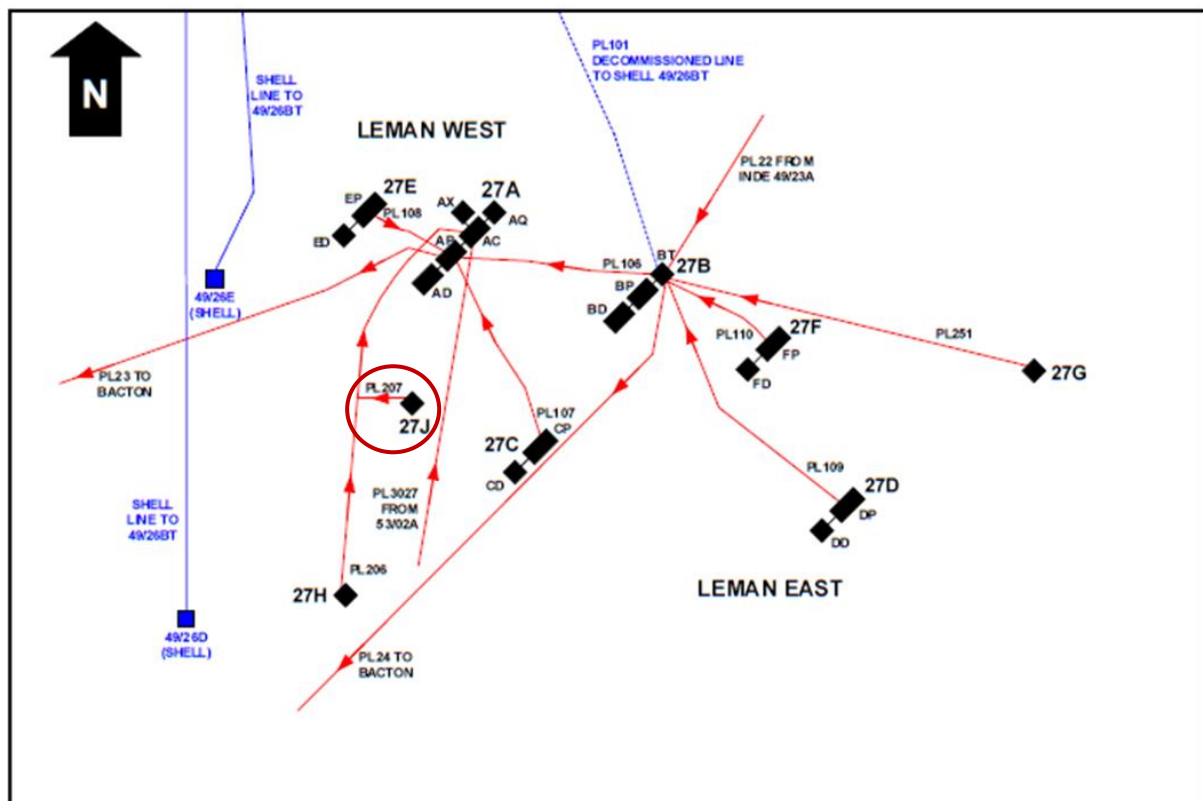 N
SHELL
LINE TO
49/26BT
PL101
DECOMMISSIONED LINE
TO SHELL 49/26BT
LEMAN WEST
PL22 FROM
INDE 49/23A
27E
EP
PL108
ED
27A
AX
AQ
AC
AP
AD
49/26E
(SHELL)
PL106
BT
27B
BP
BD
27F
PL110
FP
FD
PL251
27G
PL23 TO
BACTON
PL207
27J
PL107
CP
27C
CD
PL109
27D
DP
DD
PL3027
FROM
53/02A
SHELL
LINE TO
49/26BT
PL206
27H
LEMAN EAST
49/26D
(SHELL)
PL24 TO
BACTON